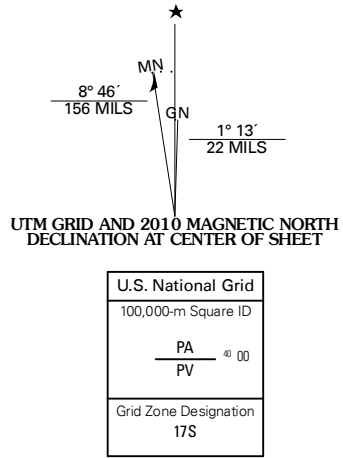 ★
MN
8° 46´
156 MILS
GN
1° 13´
22 MILS
UTM GRID AND 2010 MAGNETIC NORTH
DECLINATION AT CENTER OF SHEET
U.S. National Grid
100,000-m Square ID
PA
40 00
PV
Grid Zone Designation
17S